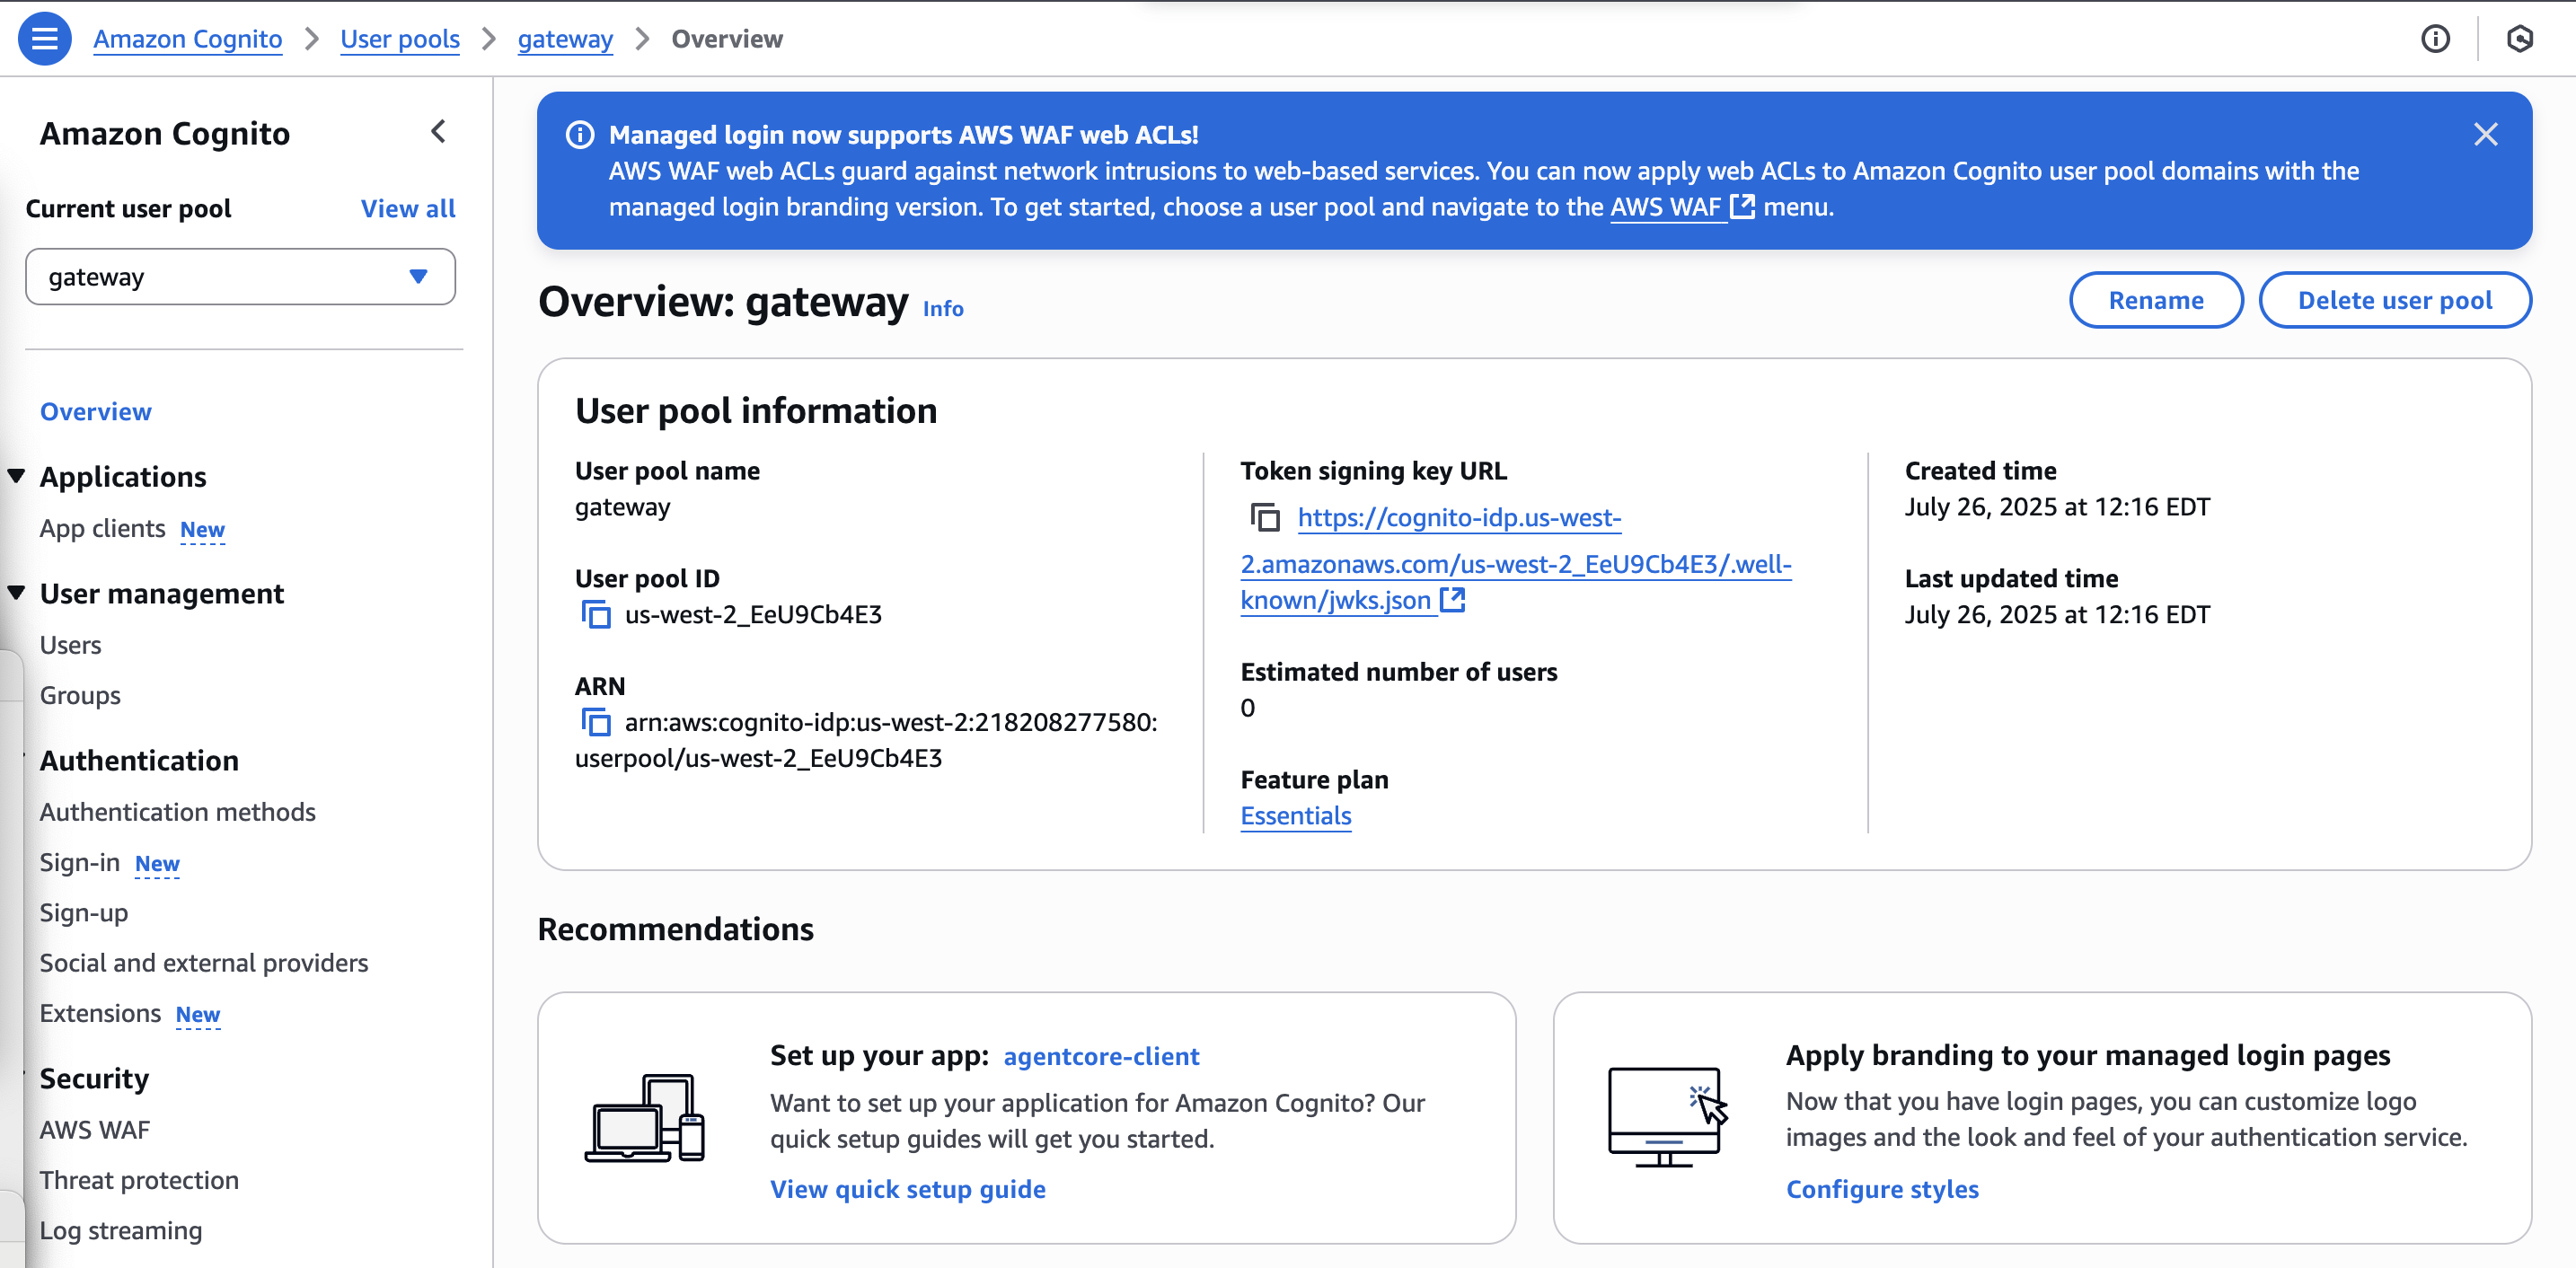 Amazon Cognito > User pools > gateway > Overview
Amazon Cognito
Current user pool View all
gateway
Overview
Applications
App clients New
User management
Users
Groups
Authentication
Authentication methods
Sign-in New
Sign-up
Social and external providers
Extensions New
Security
AWS WAF
Threat protection
Log streaming
Managed login now supports AWS WAF web ACLs!
AWS WAF web ACLs guard against network intrusions to web-based services. You can now apply web ACLs to Amazon Cognito user pool domains with the
managed login branding version. To get started, choose a user pool and navigate to the AWS WAF menu.
Overview: gateway Info
Rename
Delete user pool
User pool information
User pool name
gateway
User pool ID
us-west-2_EeU9Cb4E3
ARN
arn:aws:cognito-idp:us-west-2:218208277580:
userpool/us-west-2_EeU9Cb4E3
Token signing key URL
https://cognito-idp.us-west-
2.amazonaws.com/us-west-2_EeU9Cb4E3/.well-
known/jwks.json
Estimated number of users
0
Feature plan
Essentials
Created time
July 26, 2025 at 12:16 EDT
Last updated time
July 26, 2025 at 12:16 EDT
Recommendations
Set up your app: agentcore-client
Want to set up your application for Amazon Cognito? Our
quick setup guides will get you started.
View quick setup guide
Apply branding to your managed login pages
Now that you have login pages, you can customize logo
images and the look and feel of your authentication service.
Configure styles